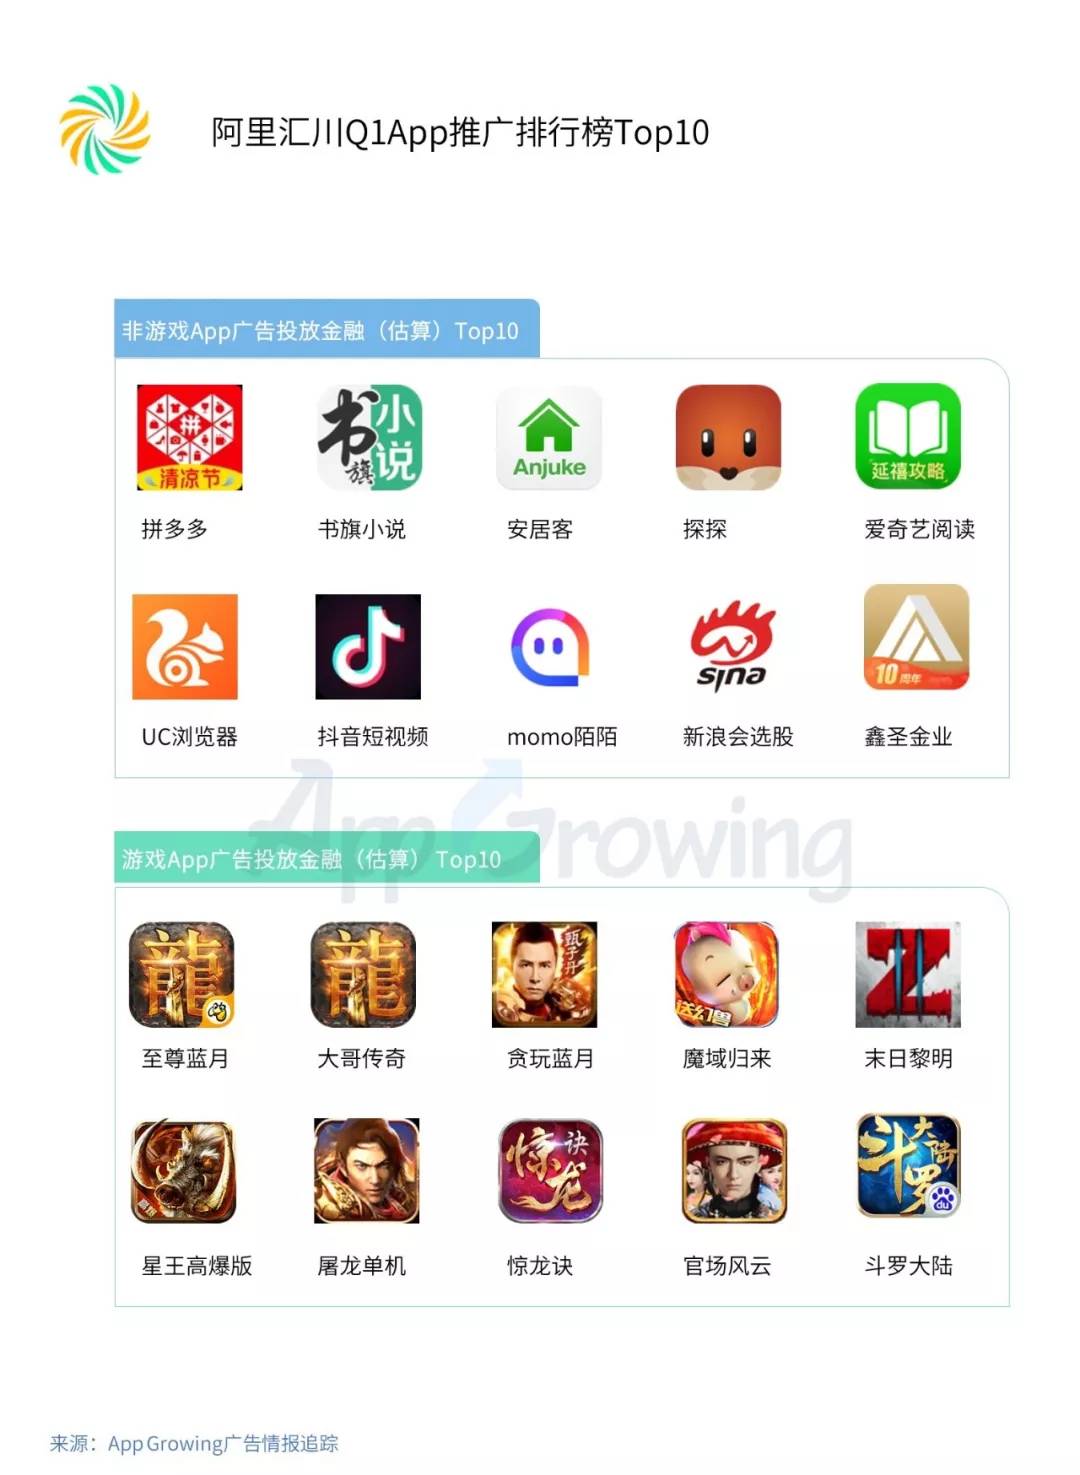 阿里汇川Q1App推广排行榜Top10
非游戏App广告投放金融（估算）Top10
拼
清凉节
书旗
小说
Anjuke
延禧攻略
拼多多 书旗小说 安居客 探探 爱奇艺阅读
sina
10周年
UC浏览器 抖音短视频 momo陌陌 新浪会选股 鑫圣金业
App Growing
游戏App广告投放金融（估算）Top10
龍
龍
甄子丹
送幻兽
Z
至尊蓝月 大哥传奇 贪玩蓝月 魔域归来 末日黎明
惊龙诀
斗罗大陆
du
星王高爆版 屠龙单机 惊龙诀 官场风云 斗罗大陆
来源：App Growing广告情报追踪